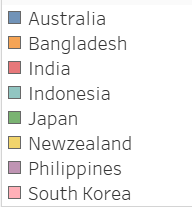 Australia
Bangladesh
India
Indonesia
Japan
Newzealand
Philippines
South Korea